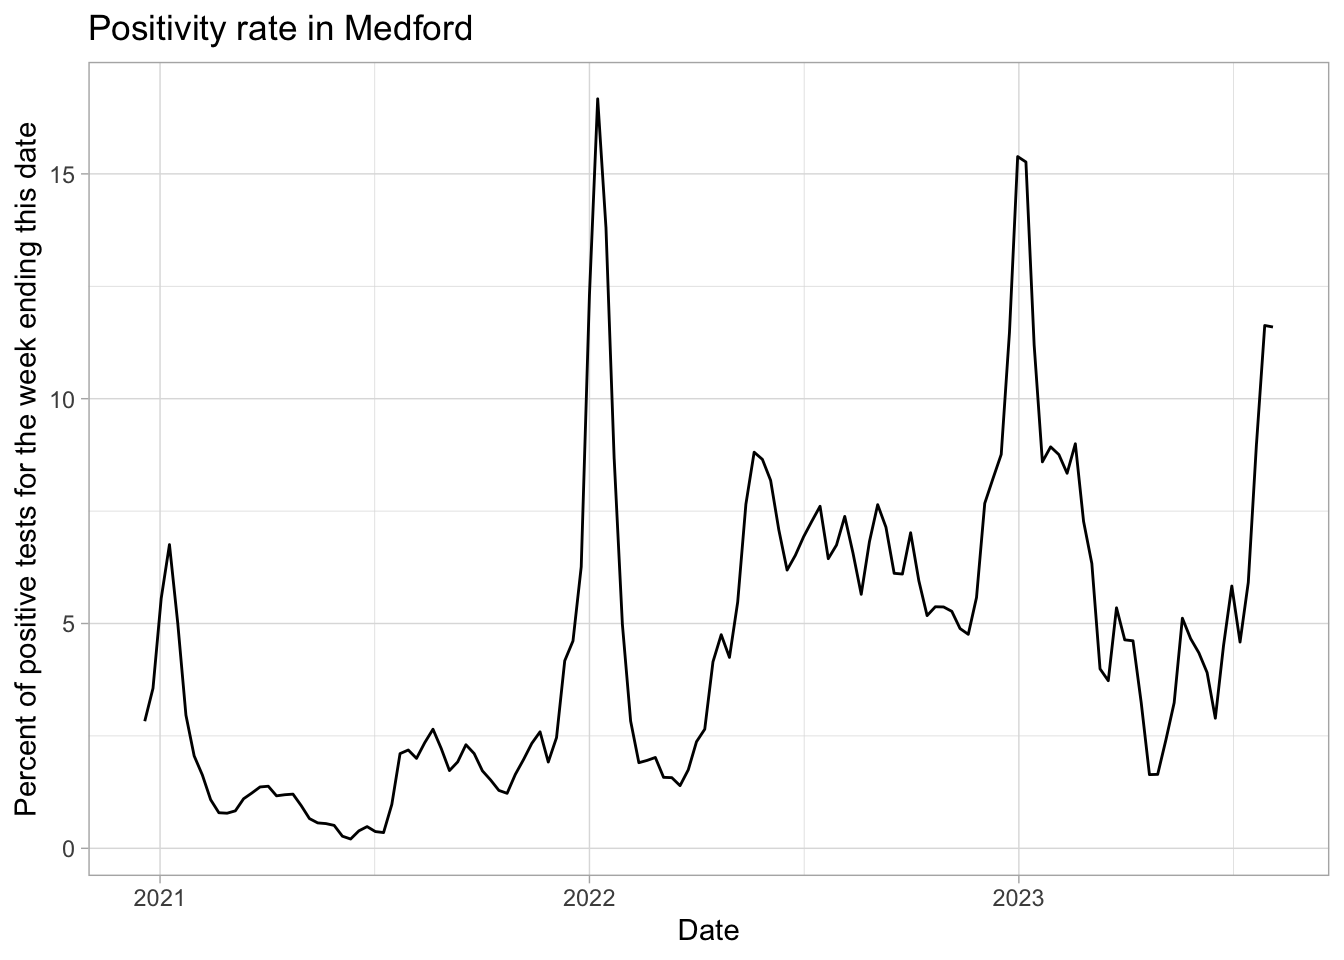 Positivity rate in Medford
Percent of positive tests for the week ending this date
15
10
5
0
2021 2022 2023
Date